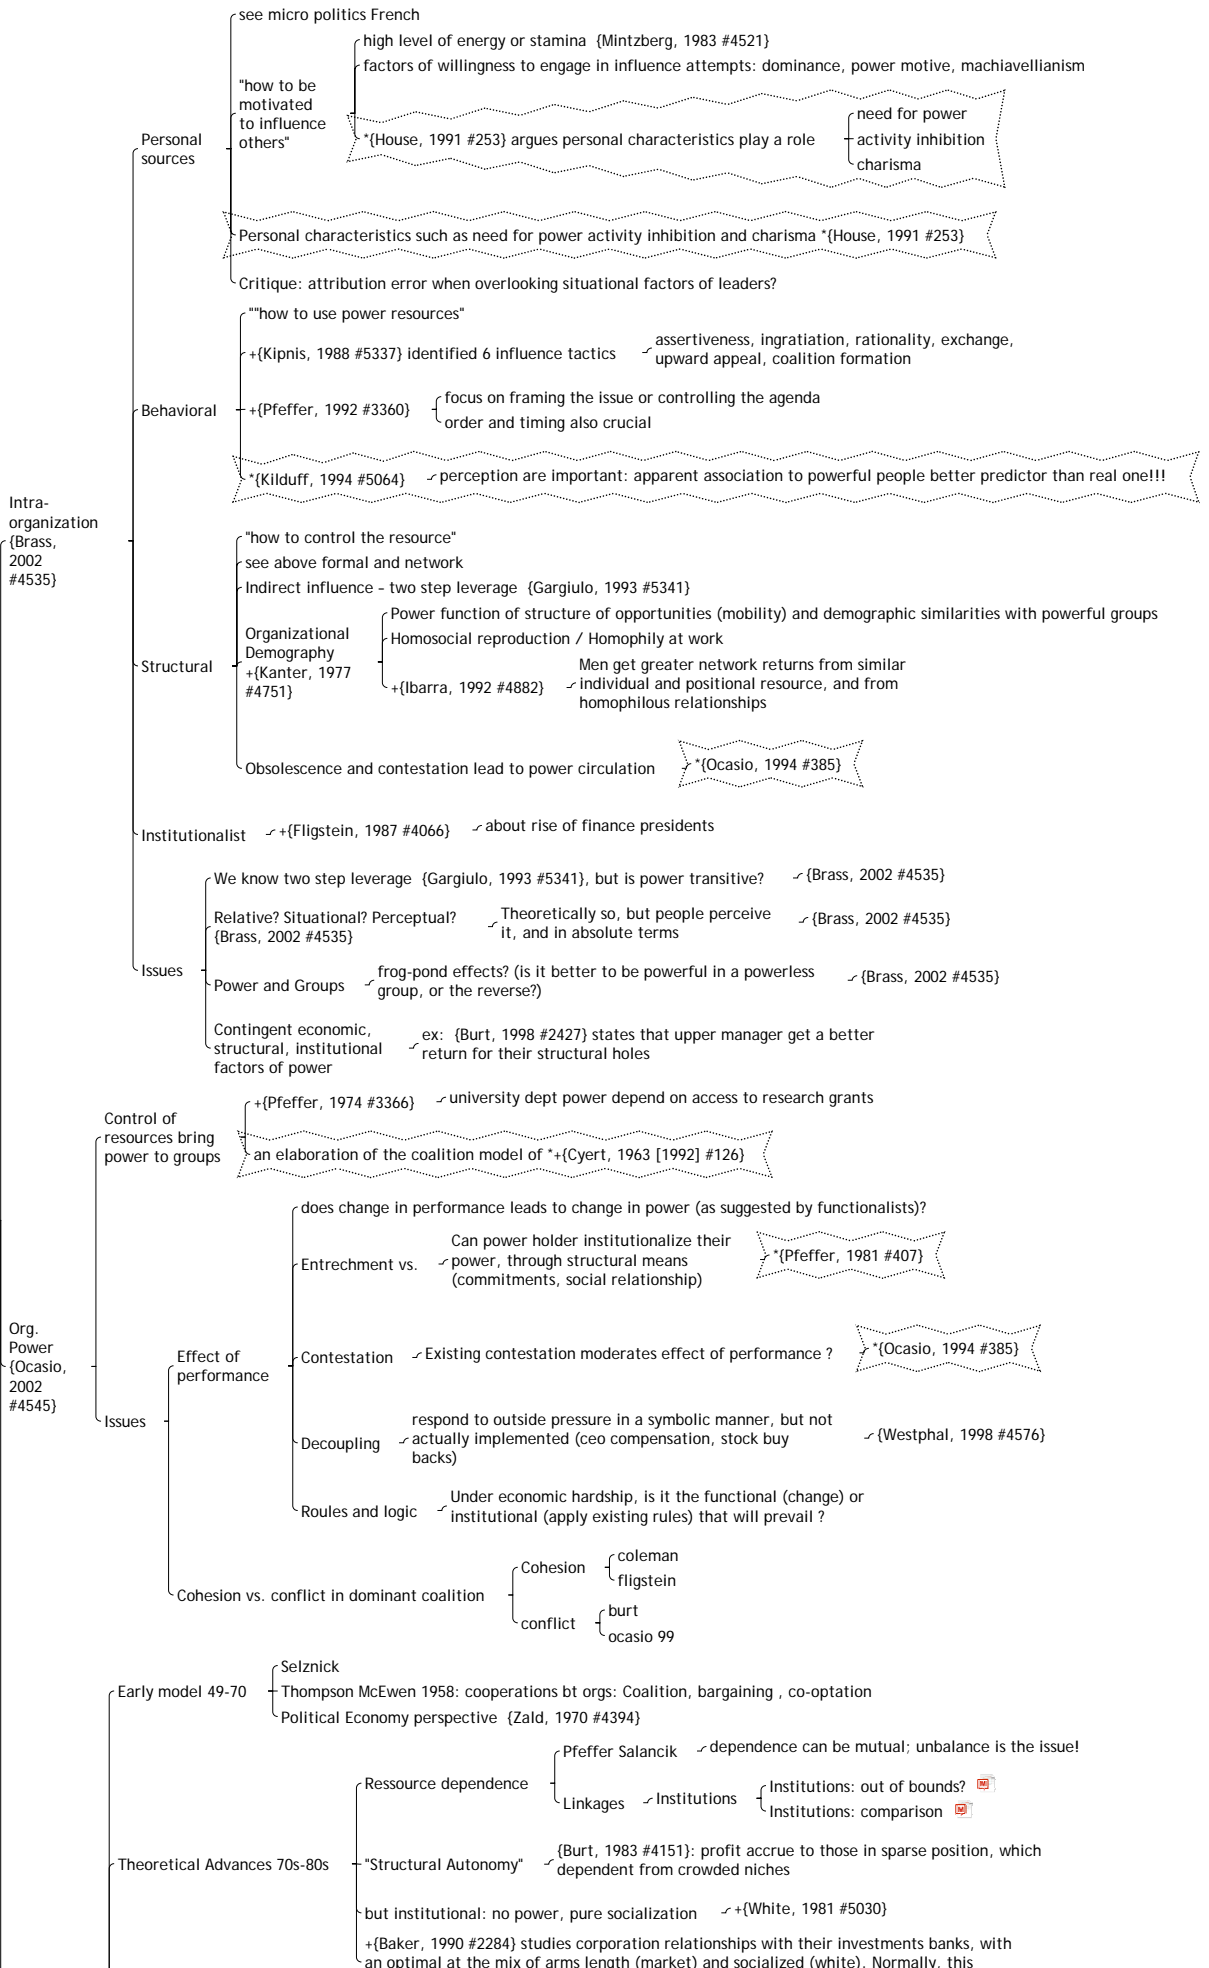 see micro politics French
high level of energy or stamina  {Mintzberg, 1983 #4521}
factors of willingness to engage in influence attempts: dominance, power motive, machiavellianism
"how to be
motivated
to influence
others"
need for power
*{House, 1991 #253} argues personal characteristics play a role
activity inhibition
charisma
Personal
sources
Personal characteristics such as need for power activity inhibition and charisma *{House, 1991 #253}
Critique: attribution error when overlooking situational factors of leaders?
""how to use power resources"
+{Kipnis, 1988 #5337} identified 6 influence tactics
assertiveness, ingratiation, rationality, exchange,
upward appeal, coalition formation
Behavioral
+{Pfeffer, 1992 #3360}
focus on framing the issue or controlling the agenda
order and timing also crucial
*{Kilduff, 1994 #5064}
perception are important: apparent association to powerful people better predictor than real one!!!
Intra-
organization
{Brass,
2002
#4535}
"how to control the resource"
see above formal and network
Indirect influence – two step leverage  {Gargiulo, 1993 #5341}
Structural
Organizational
Demography
+{Kanter, 1977
#4751}
Power function of structure of opportunities (mobility) and demographic similarities with powerful groups
Homosocial reproduction / Homophily at work
+{Ibarra, 1992 #4882}
Men get greater network returns from similar
individual and positional resource, and from
homophilous relationships
Obsolescence and contestation lead to power circulation
*{Ocasio, 1994 #385}
Institutionalist
+{Fligstein, 1987 #4066}
about rise of finance presidents
We know two step leverage  {Gargiulo, 1993 #5341}, but is power transitive?
{Brass, 2002 #4535}
Relative? Situational? Perceptual?
{Brass, 2002 #4535}
Theoretically so, but people perceive
it, and in absolute terms
{Brass, 2002 #4535}
Issues
Power and Groups
frog-pond effects? (is it better to be powerful in a powerless
group, or the reverse?)
{Brass, 2002 #4535}
Contingent economic,
structural, institutional
factors of power
ex:  {Burt, 1998 #2427} states that upper manager get a better
return for their structural holes
Control of
resources bring
power to groups
+{Pfeffer, 1974 #3366}
university dept power depend on access to research grants
an elaboration of the coalition model of *+{Cyert, 1963 [1992] #126}
Org.
Power
{Ocasio,
2002
#4545}
Issues
Effect of
performance
does change in performance leads to change in power (as suggested by functionalists)?
Entrechment vs.
Can power holder institutionalize their
power, through structural means
(commitments, social relationship)
*{Pfeffer, 1981 #407}
Contestation
Existing contestation moderates effect of performance ?
*{Ocasio, 1994 #385}
Decoupling
respond to outside pressure in a symbolic manner, but not
actually implemented (ceo compensation, stock buy
backs)
{Westphal, 1998 #4576}
Roules and logic
Under economic hardship, is it the functional (change) or
institutional (apply existing rules) that will prevail ?
Cohesion vs. conflict in dominant coalition
Cohesion
coleman
fligstein
conflict
burt
ocasio 99
Early model 49-70
Selznick
Thompson McEwen 1958: cooperations bt orgs: Coalition, bargaining , co-optation
Political Economy perspective  {Zald, 1970 #4394}
Theoretical Advances 70s-80s
Ressource dependence
Pfeffer Salancik
dependence can be mutual; unbalance is the issue!
Linkages
Institutions
Institutions: out of bounds?
Institutions: comparison
"Structural Autonomy"
{Burt, 1983 #4151}: profit accrue to those in sparse position, which
dependent from crowded niches
but institutional: no power, pure socialization
+{White, 1981 #5030}
+{Baker, 1990 #2284} studies corporation relationships with their investments banks, with
an optimal at the mix of arms length (market) and socialized (white). Normally, this